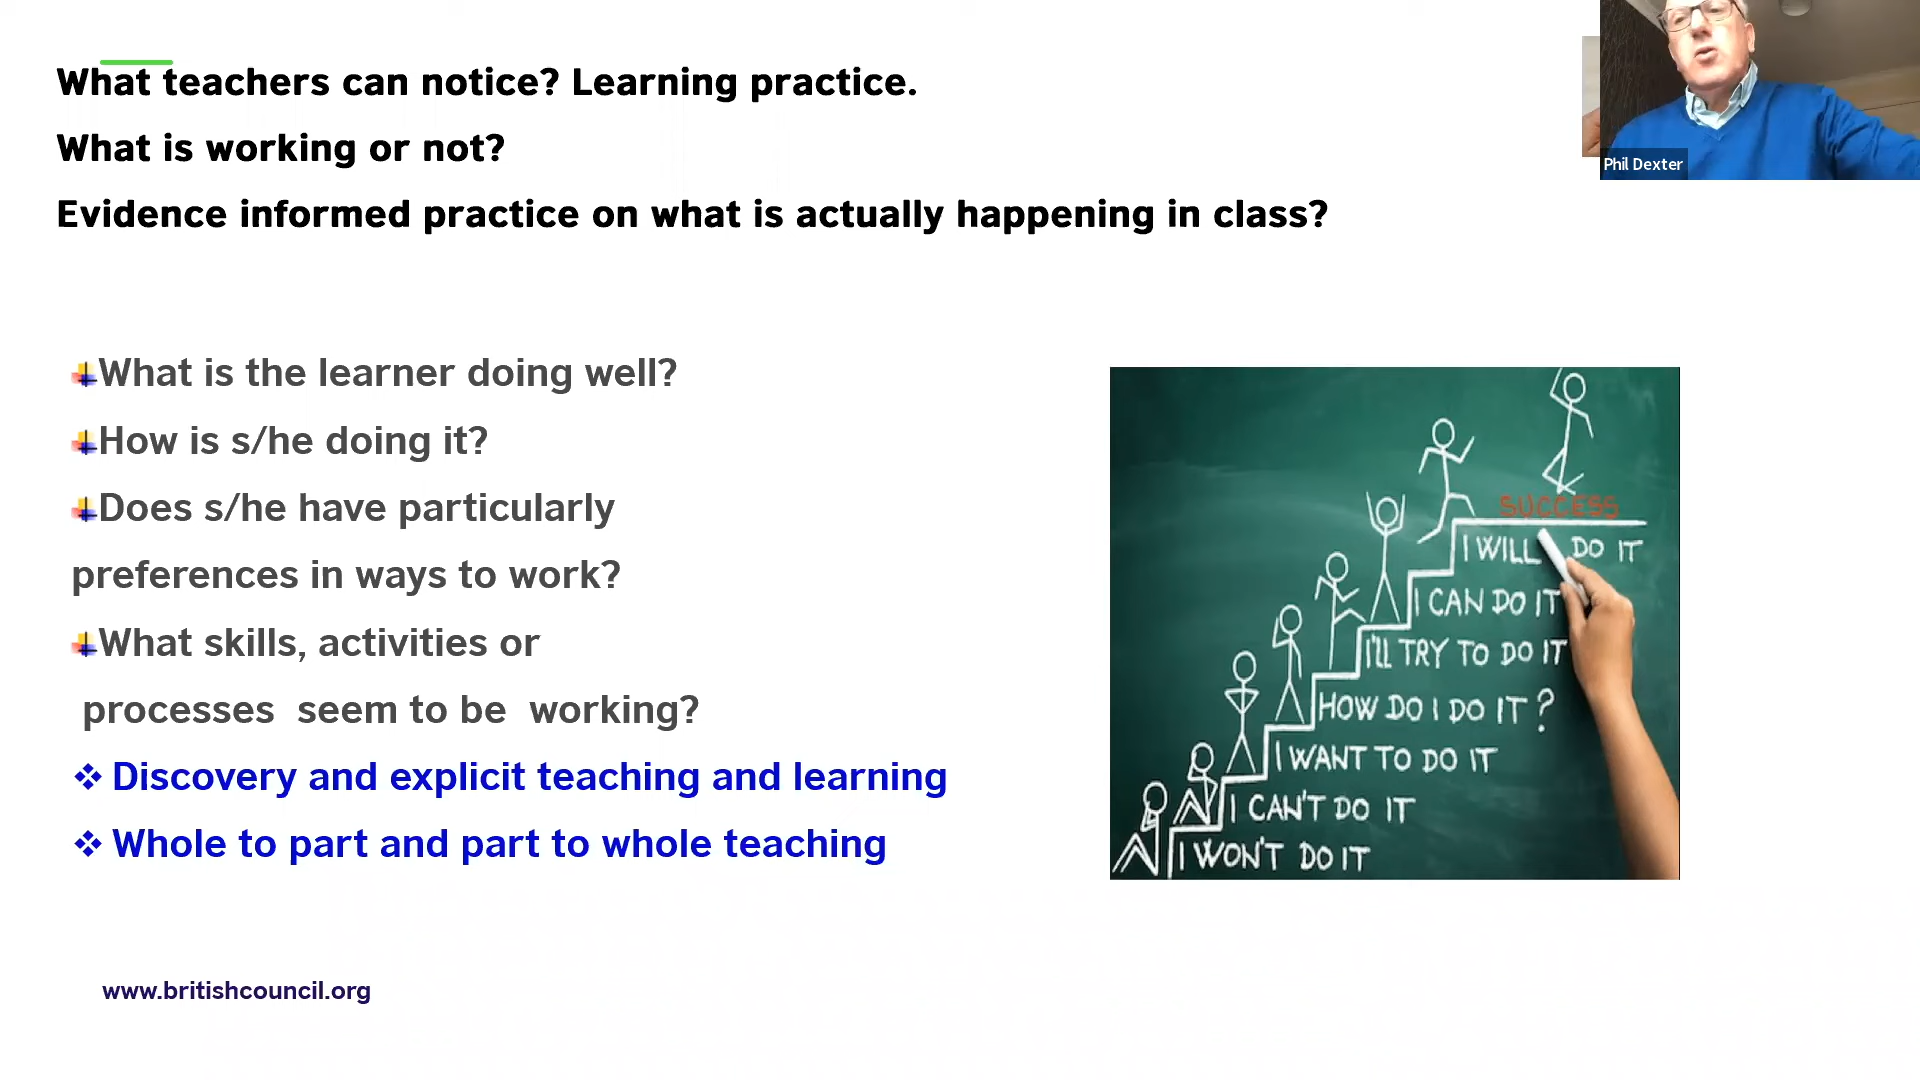 What teachers can notice? Learning practice.
What is working or not?
Evidence informed practice on what is actually happening in class?
Phil Dexter
What is the learner doing well?
How is s/he doing it?
Does s/he have particularly
preferences in ways to work?
What skills, activities or
processes seem to be working?
Discovery and explicit teaching and learning
Whole to part and part to whole teaching
SUCCESS
I WILL DO IT
I CAN DO IT
I'LL TRY TO DO IT
HOW DO I DO IT?
I WANT TO DO IT
I CAN'T DO IT
I WON'T DO IT
www.britishcouncil.org